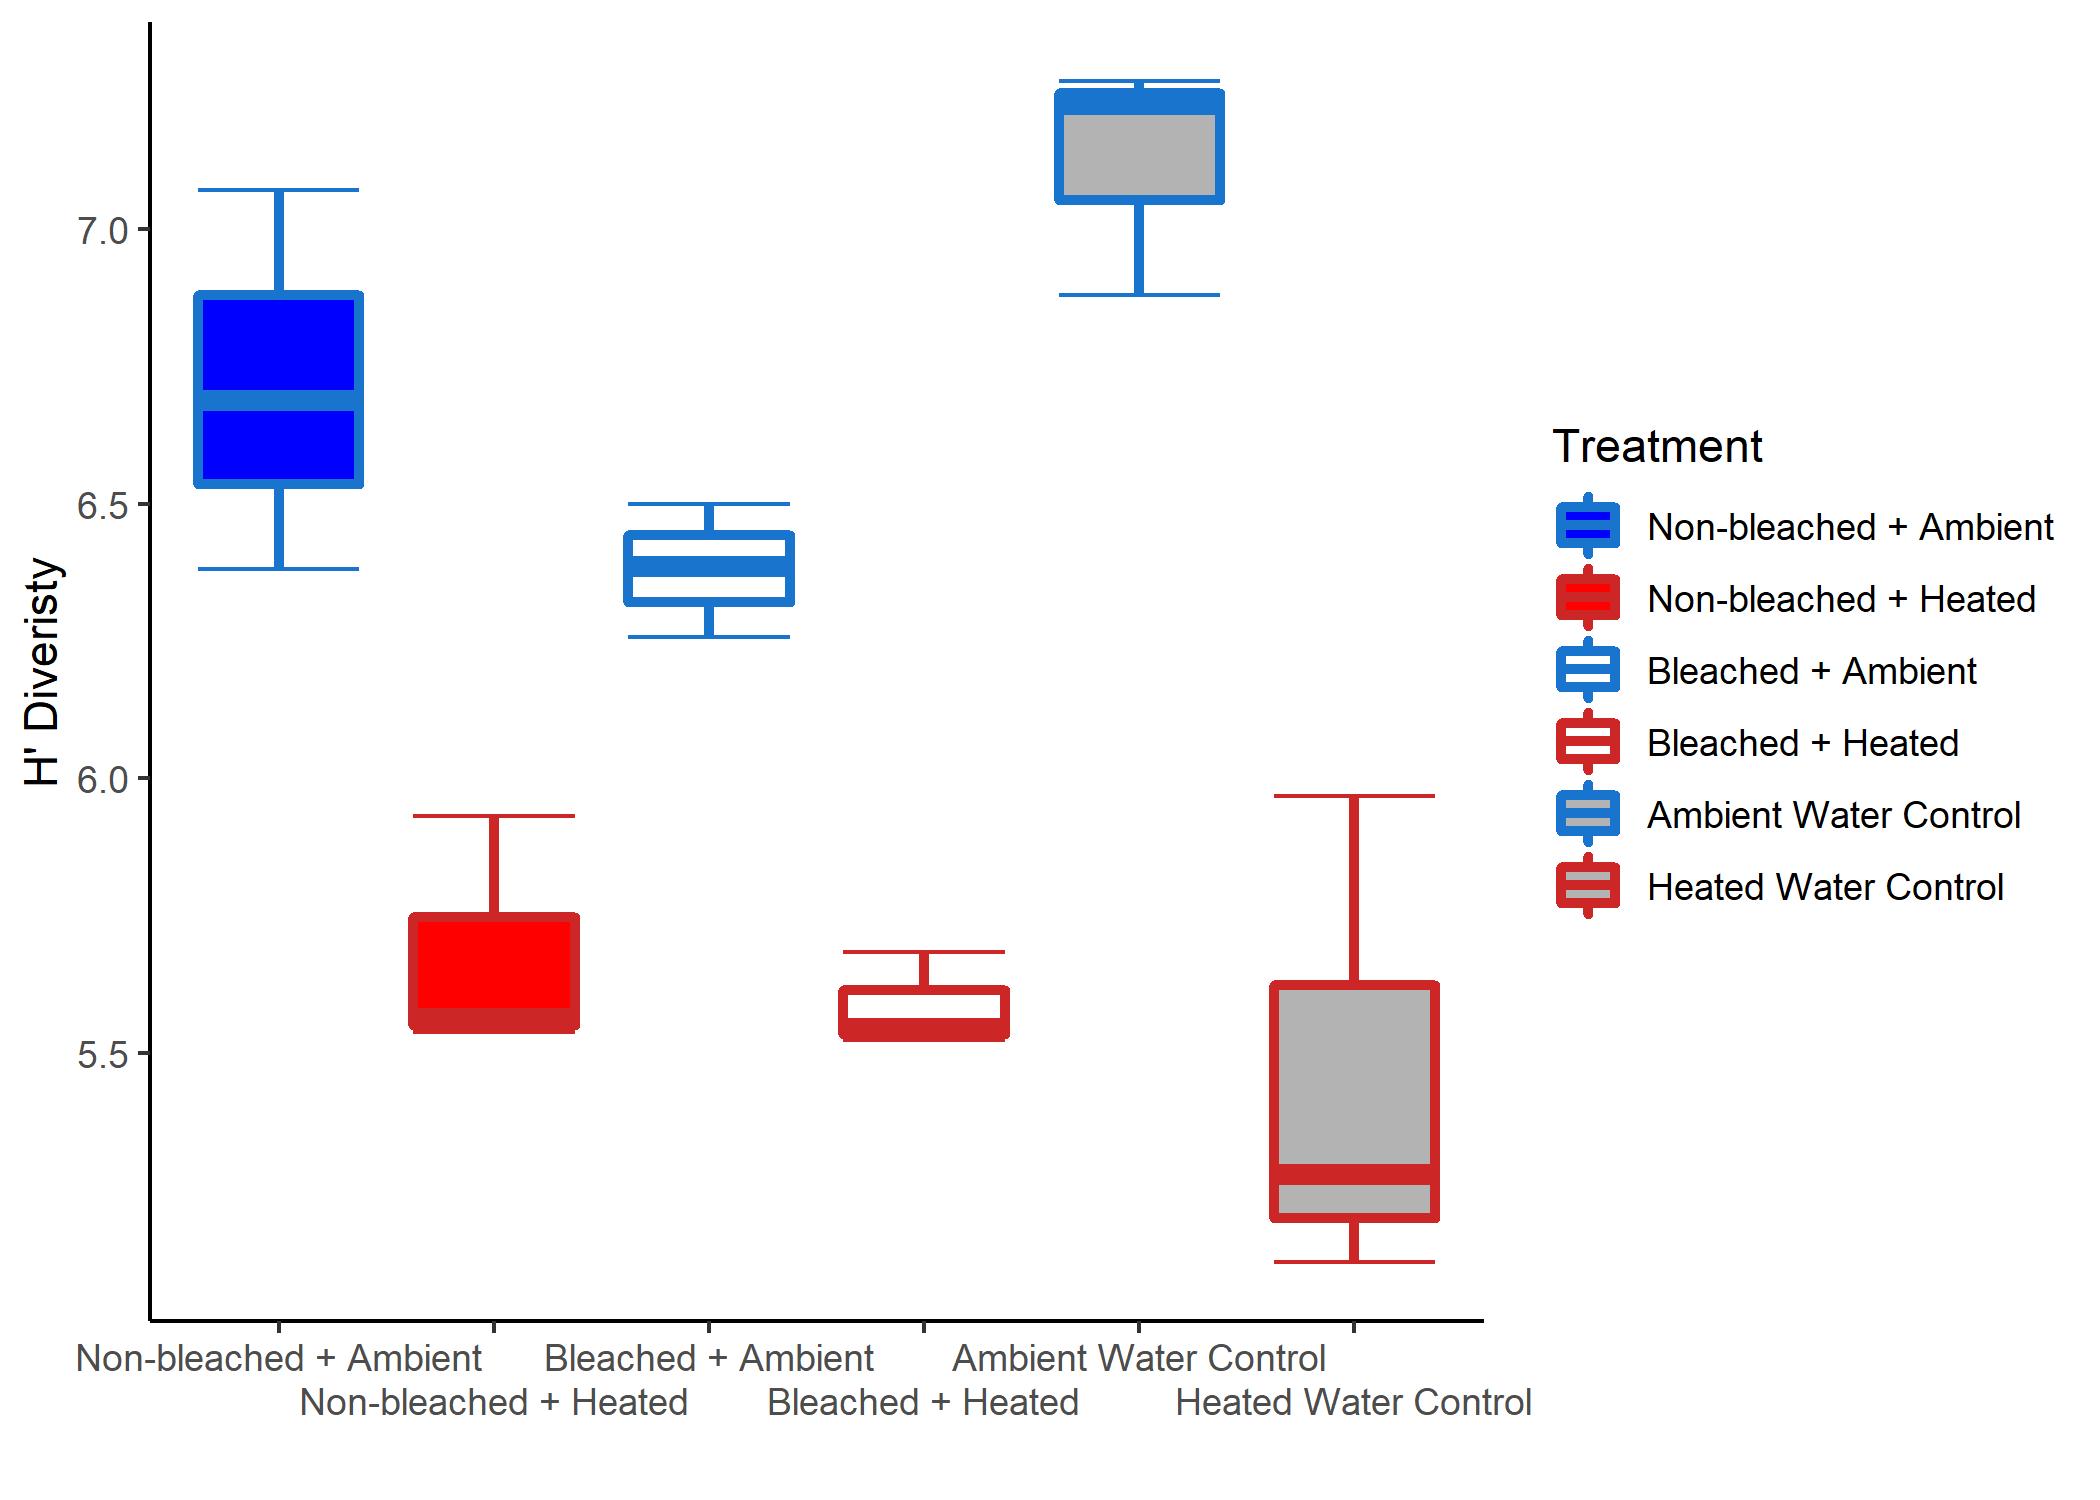 H' Diveristy
7.0
6.5
6.0
5.5
Non-bleached + Ambient
Non-bleached + Heated
Bleached + Ambient
Bleached + Heated
Ambient Water Control
Heated Water Control
Treatment
Non-bleached + Ambient
Non-bleached + Heated
Bleached + Ambient
Bleached + Heated
Ambient Water Control
Heated Water Control